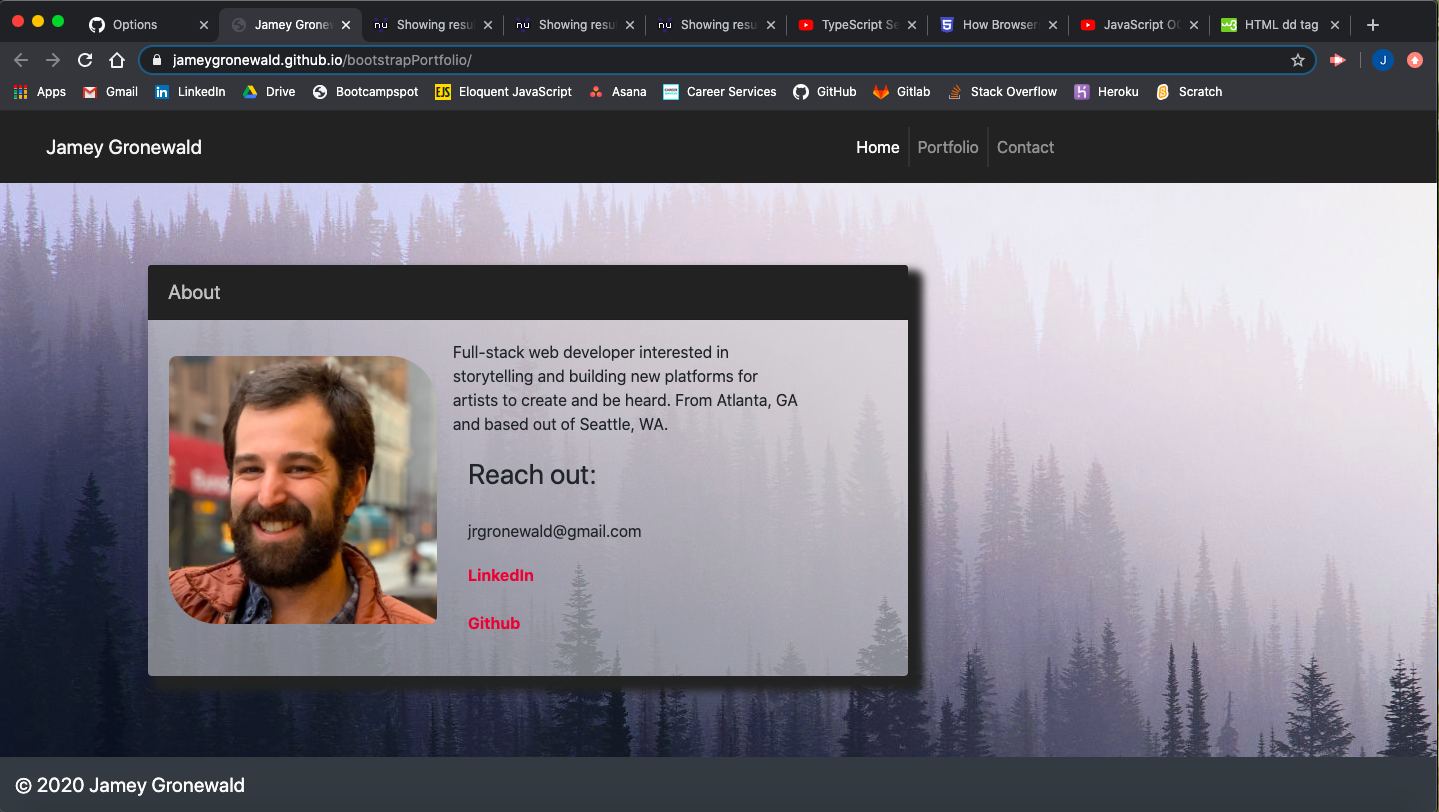 Options
Jamey Gronew
Showing resu
Showing resu
Showing resu
TypeScript Se
How Browser
JavaScript OO
HTML dd tag
jameygronewald.github.io/bootstrapPortfolio/
J
Apps
Gmail
LinkedIn
Drive
Bootcampspot
EJS
Eloquent JavaScript
Asana
Career Services
GitHub
Gitlab
Stack Overflow
Heroku
Scratch
Jamey Gronewald
Home
Portfolio
Contact
About
Full-stack web developer interested in
storytelling and building new platforms for
artists to create and be heard. From Atlanta, GA
and based out of Seattle, WA.
Reach out:
jrgronewald@gmail.com
LinkedIn
Github
© 2020 Jamey Gronewald